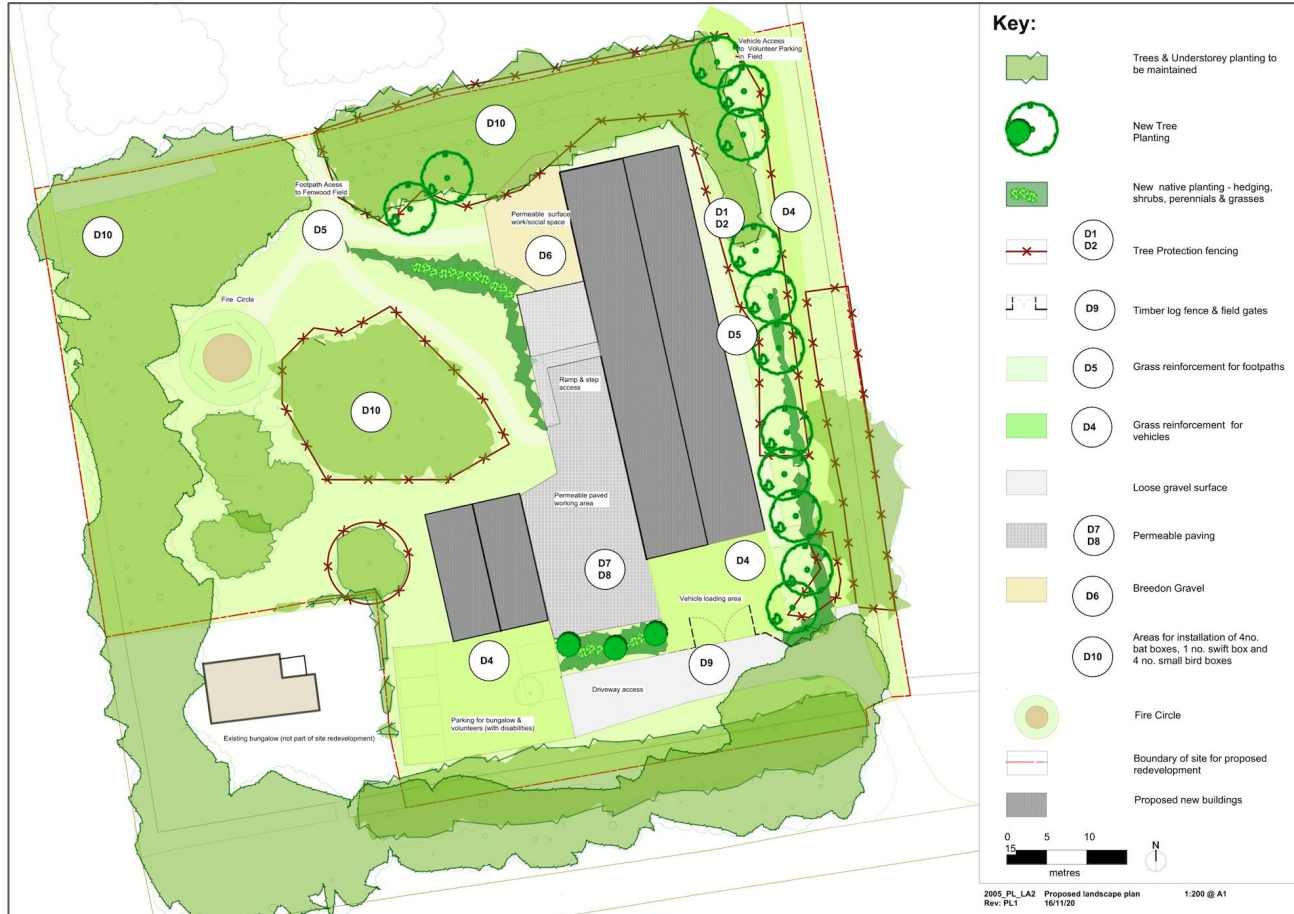 Vehicle Access
to Volunteer Parking
in Field
D10
Footpath Acess
to Fenwood Field
D10
D5
Permeable surface
work/social space
D6
D1
D2
D4
Fire Circle
D5
Ramp & step
access
D10
Permeable paved
working area
D7
D8
D4
Vehicle loading area
D4
D9
Driveway access
Parking for bungalow &
volunteers (with disabilities)
Existing bungalow (not part of site redevelopment)
Key:
Trees & Understorey planting to
be maintained
New Tree
Planting
New native planting - hedging,
shrubs, perennials & grasses
D1
D2
Tree Protection fencing
D9
Timber log fence & field gates
D5
Grass reinforcement for footpaths
D4
Grass reinforcement for
vehicles
Loose gravel surface
D7
D8
Permeable paving
D6
Breedon Gravel
D10
Areas for installation of 4no.
bat boxes, 1 no. swift box and
4 no. small bird boxes
Fire Circle
Boundary of site for proposed
redevelopment
Proposed new buildings
0 5 10
15
metres
N
2005_PL_LA2 Proposed landscape plan 1:200 @ A1
Rev: PL1 16/11/20